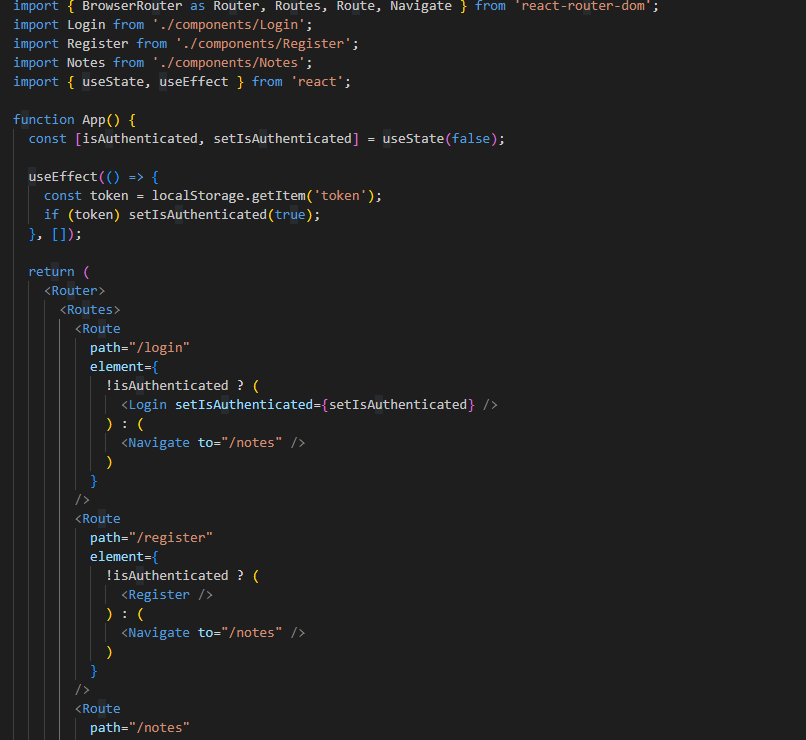 import { BrowserRouter as Router, Routes, Route, Navigate } from 'react-router-dom';
import Login from './components/Login';
import Register from './components/Register';
import Notes from './components/Notes';
import { useState, useEffect } from 'react';

function App() {
  const [isAuthenticated, setIsAuthenticated] = useState(false);

  useEffect(() => {
    const token = localStorage.getItem('token');
    if (token) setIsAuthenticated(true);
  }, []);

  return (
    <Router>
      <Routes>
        <Route
          path="/login"
          element={
            !isAuthenticated ? (
              <Login setIsAuthenticated={setIsAuthenticated} />
            ) : (
              <Navigate to="/notes" />
            )
          }
        />
        <Route
          path="/register"
          element={
            !isAuthenticated ? (
              <Register />
            ) : (
              <Navigate to="/notes" />
            )
          }
        />
        <Route
          path="/notes"